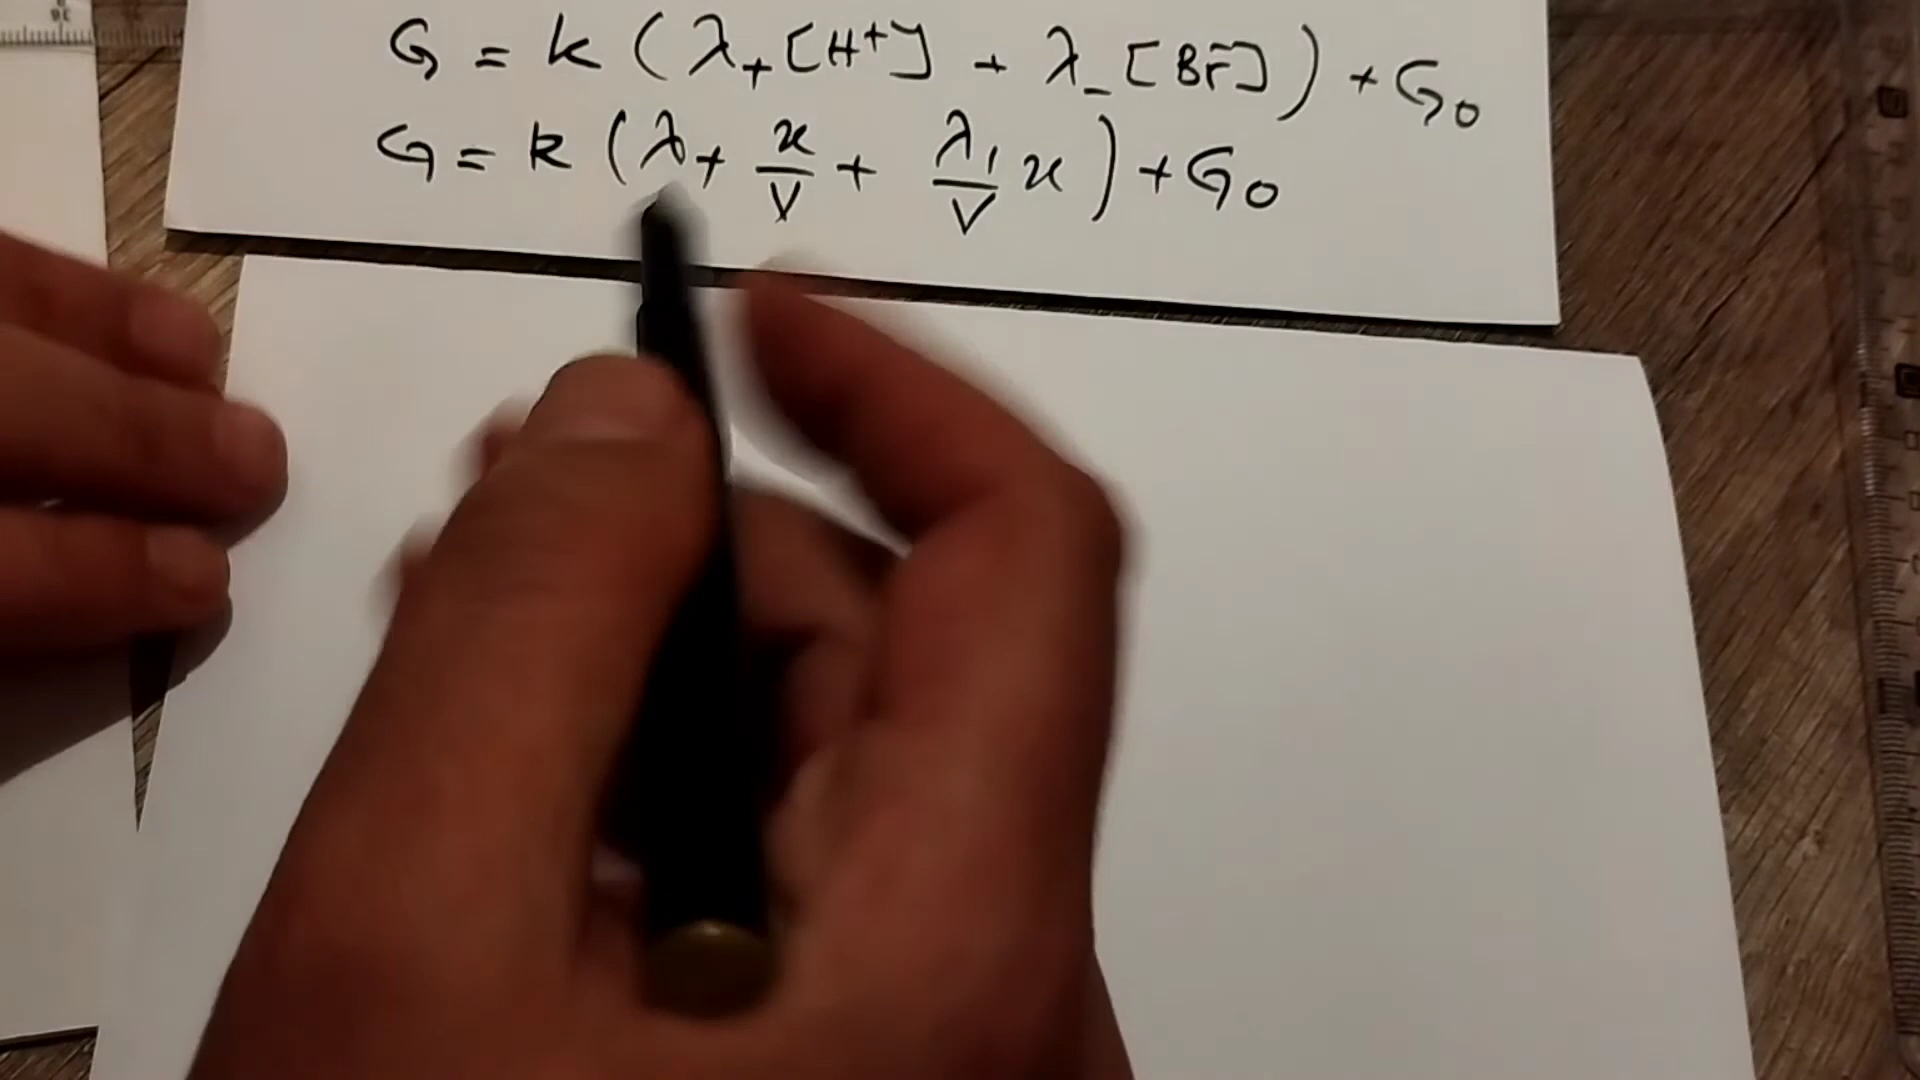 G = k (λ+[H+] + λ-[BF]) + G0
G = k (λ+ x/V + λ1/V x) + G0